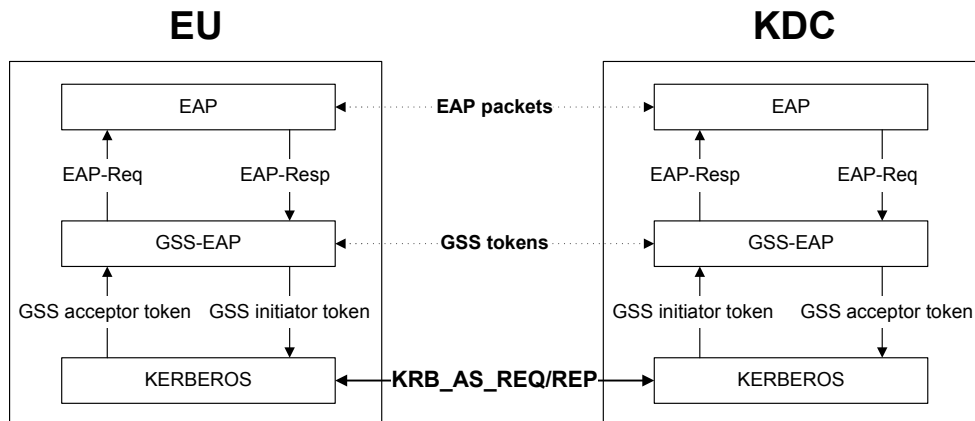 EU KDC
EAP EAP packets EAP
EAP-Req EAP-Resp EAP-Resp EAP-Req
GSS-EAP GSS tokens GSS-EAP
GSS acceptor token GSS initiator token GSS initiator token GSS acceptor token
KERBEROS KRB_AS_REQ/REP KERBEROS